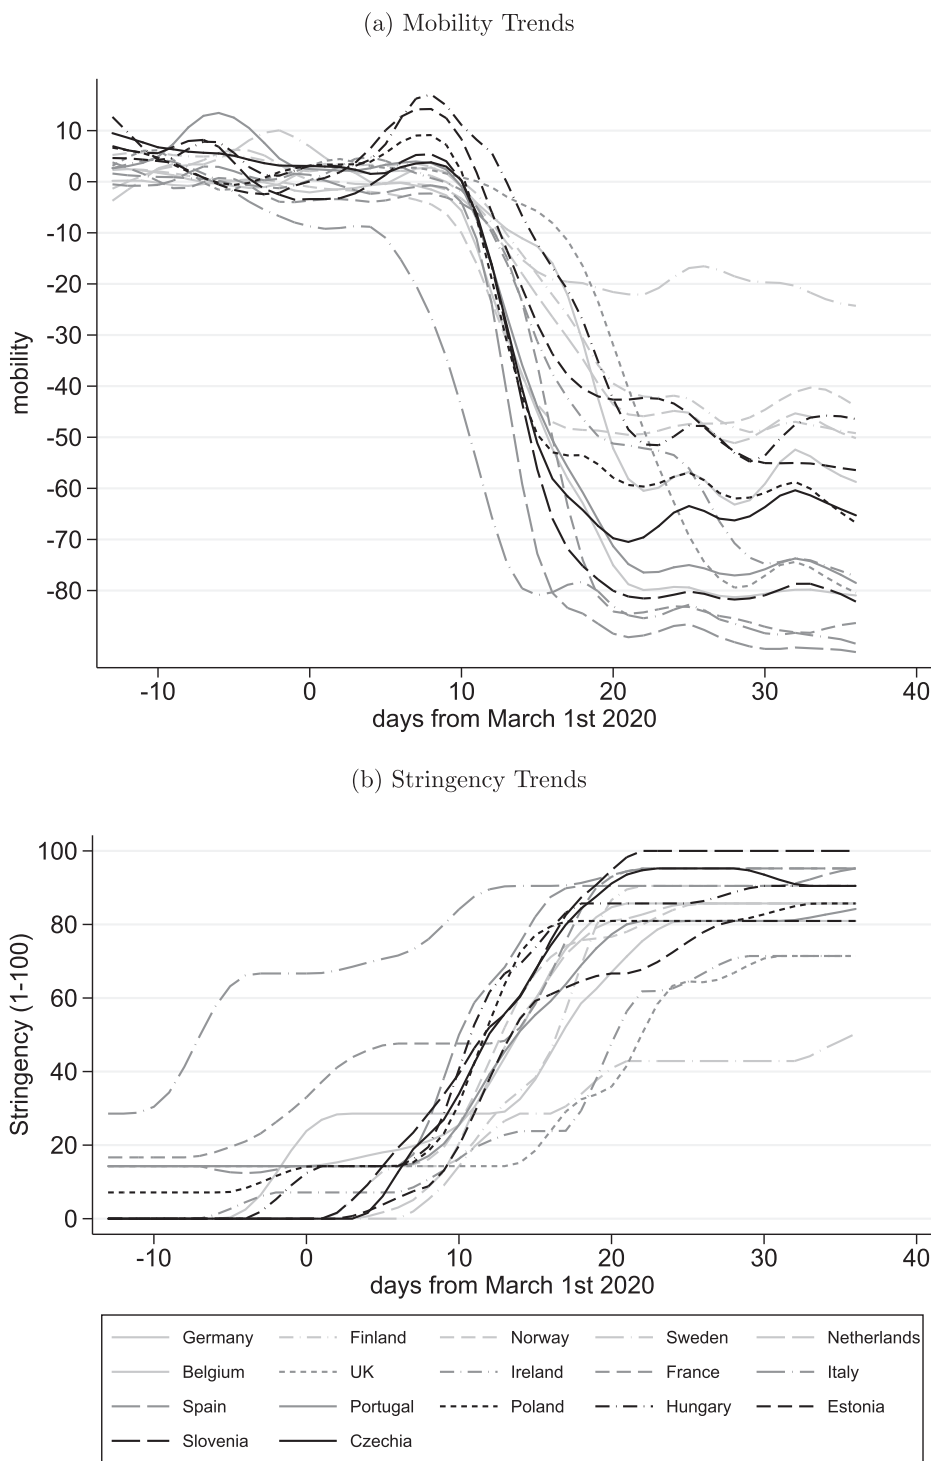 (a) Mobility Trends
10
0
-10
-20
-30
-40
-50
-60
-70
-80
mobility
-10 0 10 20 30 40
days from March 1st 2020
(b) Stringency Trends
100
80
60
40
20
0
Stringency (1-100)
-10 0 10 20 30 40
days from March 1st 2020
Germany Finland Norway Sweden Netherlands
Belgium UK Ireland France Italy
Spain Portugal Poland Hungary Estonia
Slovenia Czechia